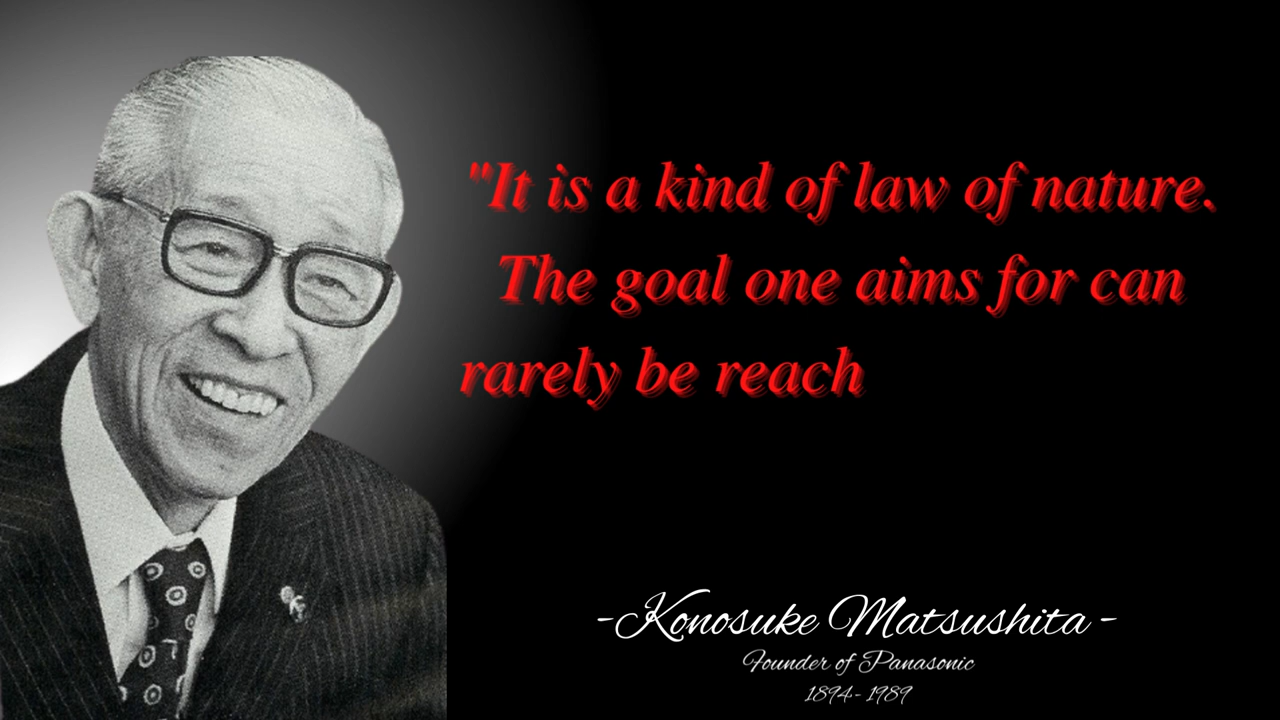 "It is a kind of law of nature.
The goal one aims for can
rarely be reach
-Konosuke Matsushita -
Founder of Panasonic
1894- 1989